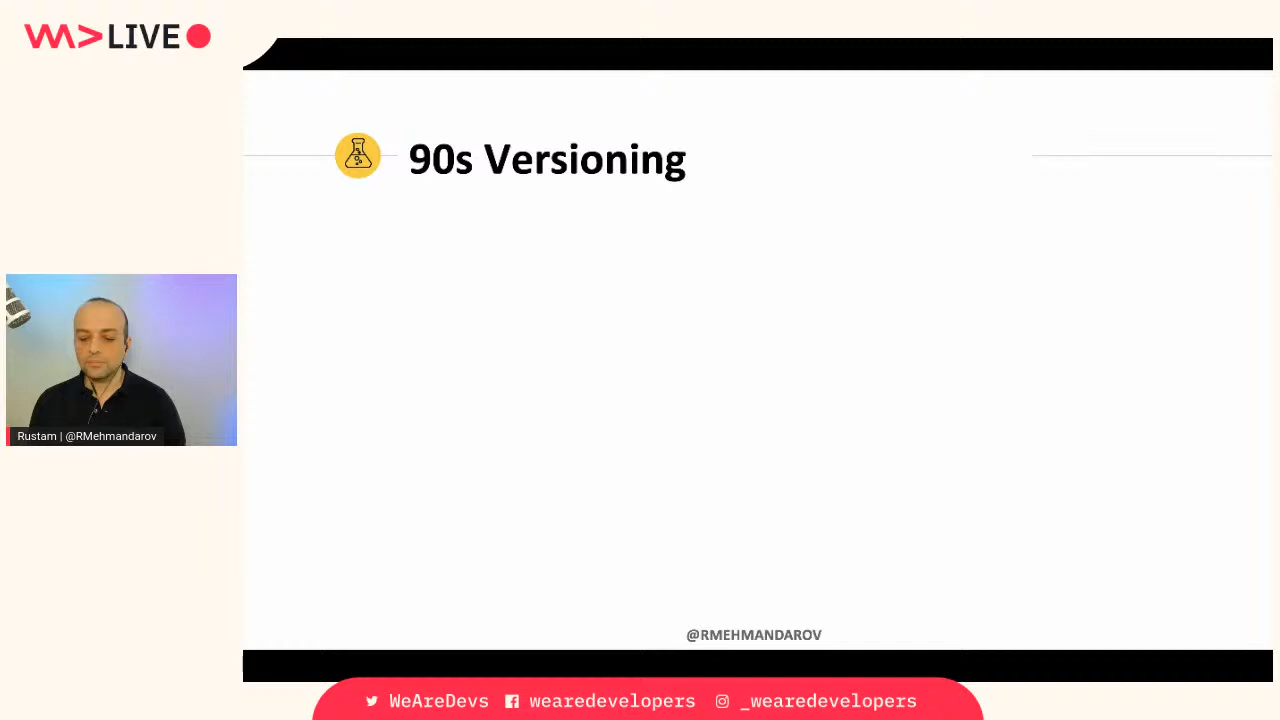 LIVE
90s Versioning
Rustam | @RMehmandarov
@RMEHMANDAROV
WeAreDevs wearedevelopers _wearedevelopers